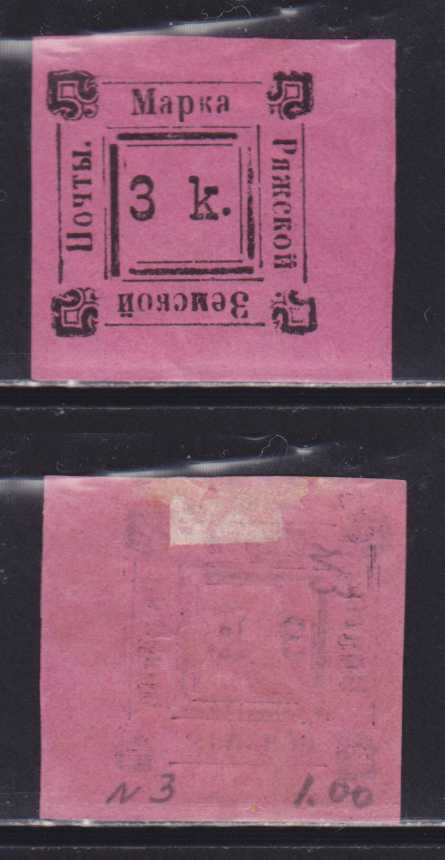 Марка
Ряжской
Земской
Почты.
3 k.
N 3
1.00